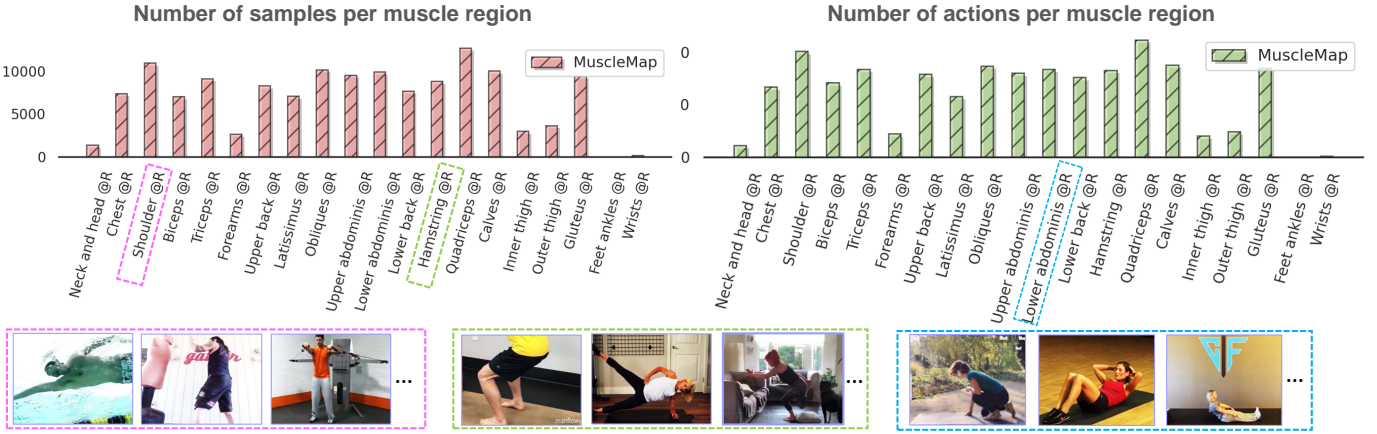 Number of samples per muscle region
Number of actions per muscle region
10000
5000
0
MuscleMap
0
0
0
MuscleMap
Neck and head @R
Chest @R
Shoulder @R
Biceps @R
Triceps @R
Forearms @R
Upper back @R
Latissimus @R
Obliques @R
Upper abdominis @R
Lower abdominis @R
Lower back @R
Hamstring @R
Quadriceps @R
Calves @R
Inner thigh @R
Outer thigh @R
Gluteus @R
Feet ankles @R
Wrists @R
Neck and head @R
Chest @R
Shoulder @R
Biceps @R
Triceps @R
Forearms @R
Upper back @R
Latissimus @R
Obliques @R
Upper abdominis @R
Lower abdominis @R
Lower back @R
Hamstring @R
Quadriceps @R
Calves @R
Inner thigh @R
Outer thigh @R
Gluteus @R
Feet ankles @R
Wrists @R
...
...
...